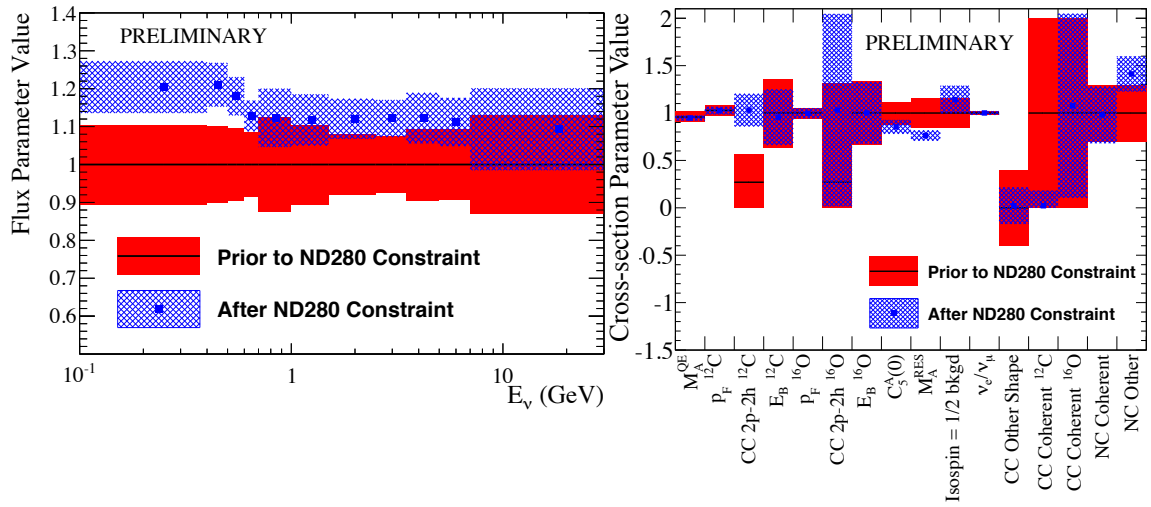 PRELIMINARY
Flux Parameter Value
1.4
1.3
1.2
1.1
1
0.9
0.8
0.7
0.6
Prior to ND280 Constraint
After ND280 Constraint
10⁻¹ 1 10
E_ν (GeV)
PRELIMINARY
Cross-section Parameter Value
2
1.5
1
0.5
0
-0.5
-1
-1.5
Prior to ND280 Constraint
After ND280 Constraint
M_A^QE
p_F ¹²C
CC 2p-2h ¹²C
E_B ¹²C
p_F ¹⁶O
CC 2p-2h ¹⁶O
E_B ¹⁶O
C_5^A(0)
M_A^RES
Isospin = 1/2 bkgd
ν_e/ν_μ
CC Other Shape
CC Coherent ¹²C
CC Coherent ¹⁶O
NC Coherent
NC Other